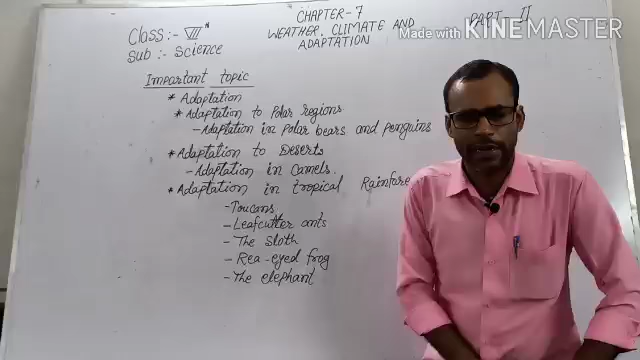 Class:- VII th
Sub :- Science
CHAPTER-7
WEATHER, CLIMATE AND
ADAPTATION
PART II
Made with KINEMASTER
Important topic
* Adaptation
* Adaptation to Polar regions
- Adaptation in Polar bears and penguins
* Adaptation to Deserts
- Adaptation in Camels.
* Adaptation in tropical Rainfore
- Toucans
- Leafcutter ants
- The Sloth
- Rea-eyed frog
- The elephant